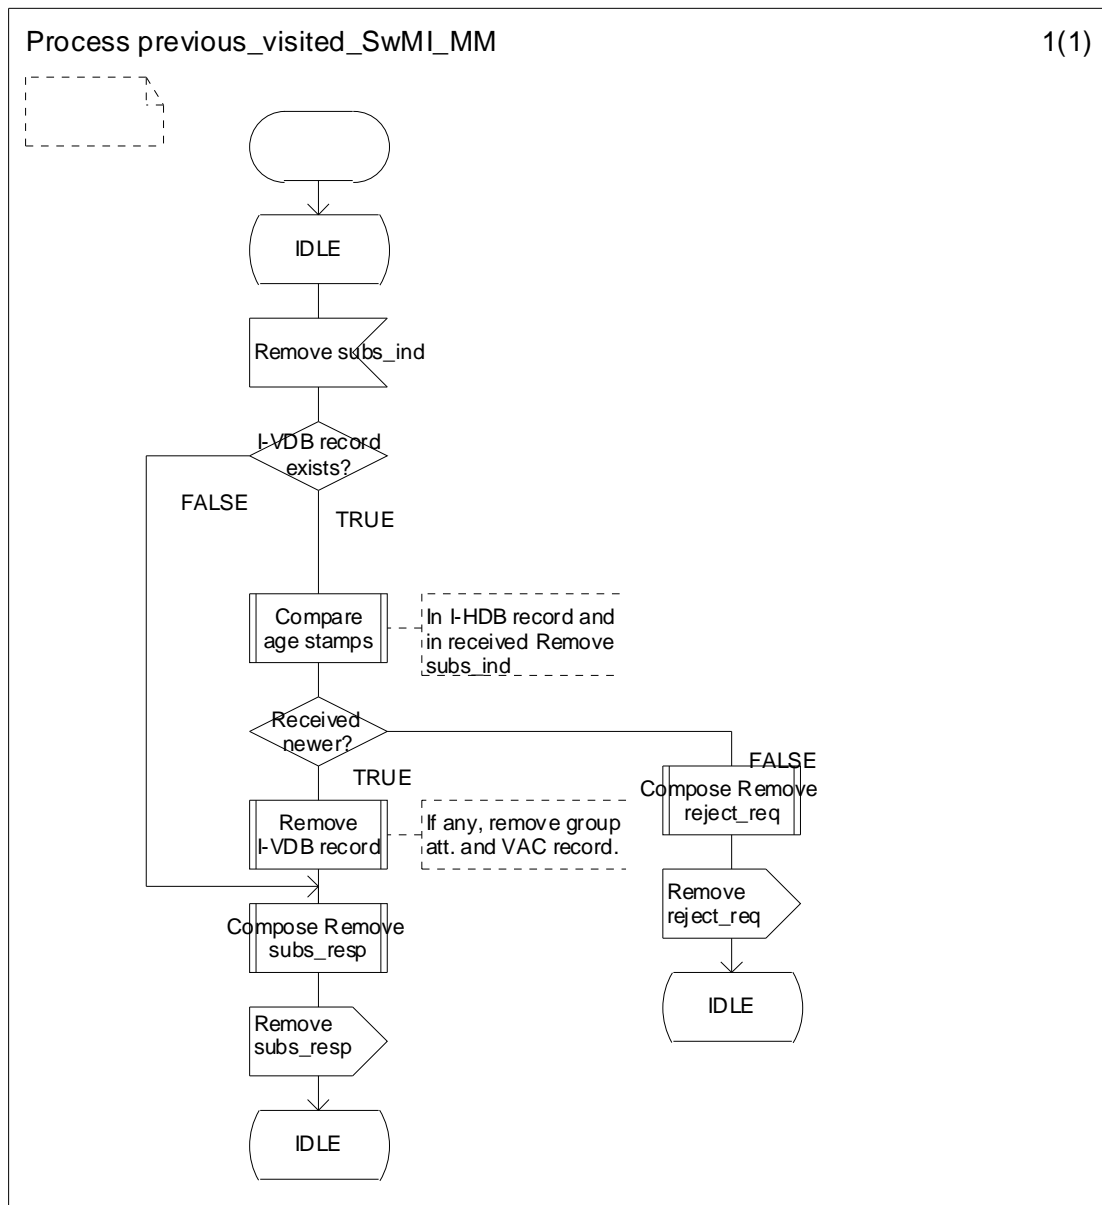 Process previous_visited_SwMI_MM
1(1)
IDLE
Remove subs_ind
I-VDB record
exists?
FALSE
TRUE
Compare
age stamps
In I-HDB record and
in received Remove
subs_ind
Received
newer?
TRUE
FALSE
Remove
I-VDB record
If any, remove group
att. and VAC record.
Compose Remove
reject_req
Remove
reject_req
IDLE
Compose Remove
subs_resp
Remove
subs_resp
IDLE